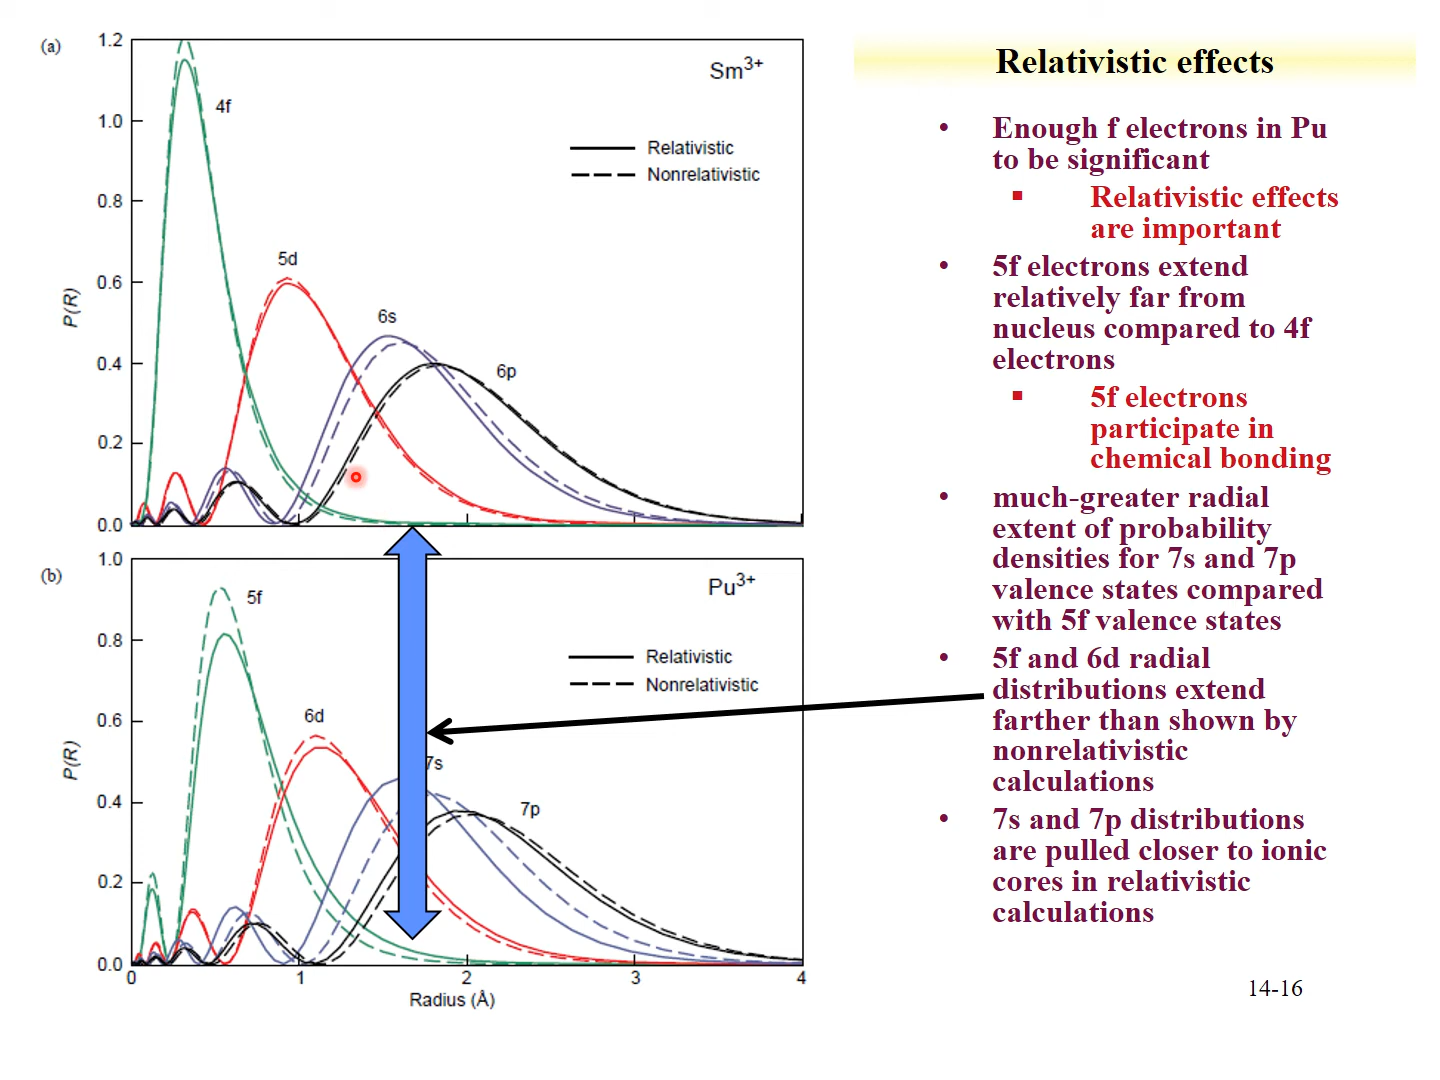 (a)
1.2
1.0
0.8
0.6
0.4
0.2
0.0
P(R)
Sm3+
4f
5d
6s
6p
Relativistic
Nonrelativistic
(b)
1.0
0.8
0.6
0.4
0.2
0.0
P(R)
Pu3+
5f
6d
7s
7p
Relativistic
Nonrelativistic
0 1 2 3 4
Radius (Å)
Relativistic effects
• Enough f electrons in Pu
to be significant
▪ Relativistic effects
are important
• 5f electrons extend
relatively far from
nucleus compared to 4f
electrons
▪ 5f electrons
participate in
chemical bonding
• much-greater radial
extent of probability
densities for 7s and 7p
valence states compared
with 5f valence states
• 5f and 6d radial
distributions extend
farther than shown by
nonrelativistic
calculations
• 7s and 7p distributions
are pulled closer to ionic
cores in relativistic
calculations
14-16